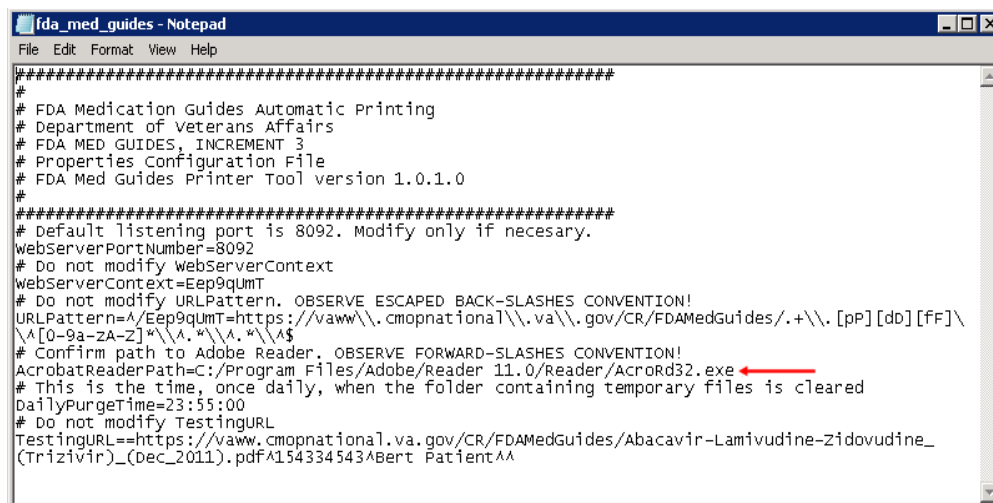 fda_med_guides - Notepad
File Edit Format View Help
###########################################################
#
# FDA Medication Guides Automatic Printing
# Department of Veterans Affairs
# FDA MED GUIDES, INCREMENT 3
# Properties Configuration File
# FDA Med Guides Printer Tool version 1.0.1.0
#
###########################################################
# Default listening port is 8092. Modify only if necesary.
WebServerPortNumber=8092
# Do not modify WebServerContext
WebServerContext=Eep9qUmT
# Do not modify URLPattern. OBSERVE ESCAPED BACK-SLASHES CONVENTION!
URLPattern=^/Eep9qUmT=https://vaww\\.cmopnational\\.va\\.gov/CR/FDAMedGuides/.+\\.[pP][dD][fF]\
\^[0-9a-zA-Z]*\\^.*\\^.*\\^$
# Confirm path to Adobe Reader. OBSERVE FORWARD-SLASHES CONVENTION!
AcrobatReaderPath=C:/Program Files/Adobe/Reader 11.0/Reader/AcroRd32.exe
# This is the time, once daily, when the folder containing temporary files is cleared
DailyPurgeTime=23:55:00
# Do not modify TestingURL
TestingURL==https://vaww.cmopnational.va.gov/CR/FDAMedGuides/Abacavir-Lamivudine-Zidovudine_
(Trizivir)_(Dec_2011).pdf^154334543^Bert Patient^^